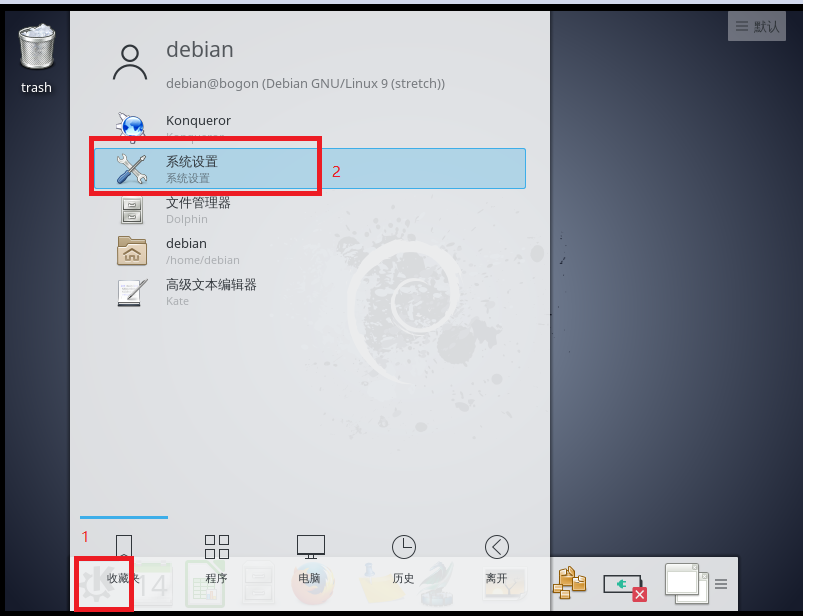 默认
trash
debian
debian@bogon (Debian GNU/Linux 9 (stretch))
Konqueror
Konqueror
系统设置
系统设置
2
文件管理器
Dolphin
debian
/home/debian
高级文本编辑器
Kate
1
收藏夹
程序
电脑
历史
离开
14